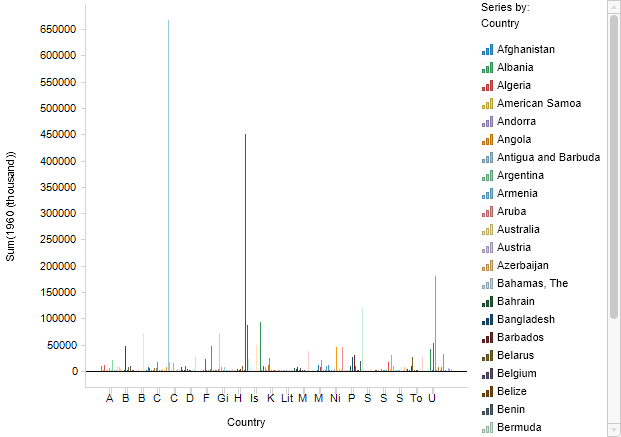 Series by:
Country
650000
600000
550000
500000
450000
400000
350000
300000
250000
200000
150000
100000
50000
0
Sum(1960 (thousand))
A B B C C D F Gi H Is K Lit M M Ni P S S S To U
Country
Afghanistan
Albania
Algeria
American Samoa
Andorra
Angola
Antigua and Barbuda
Argentina
Armenia
Aruba
Australia
Austria
Azerbaijan
Bahamas, The
Bahrain
Bangladesh
Barbados
Belarus
Belgium
Belize
Benin
Bermuda